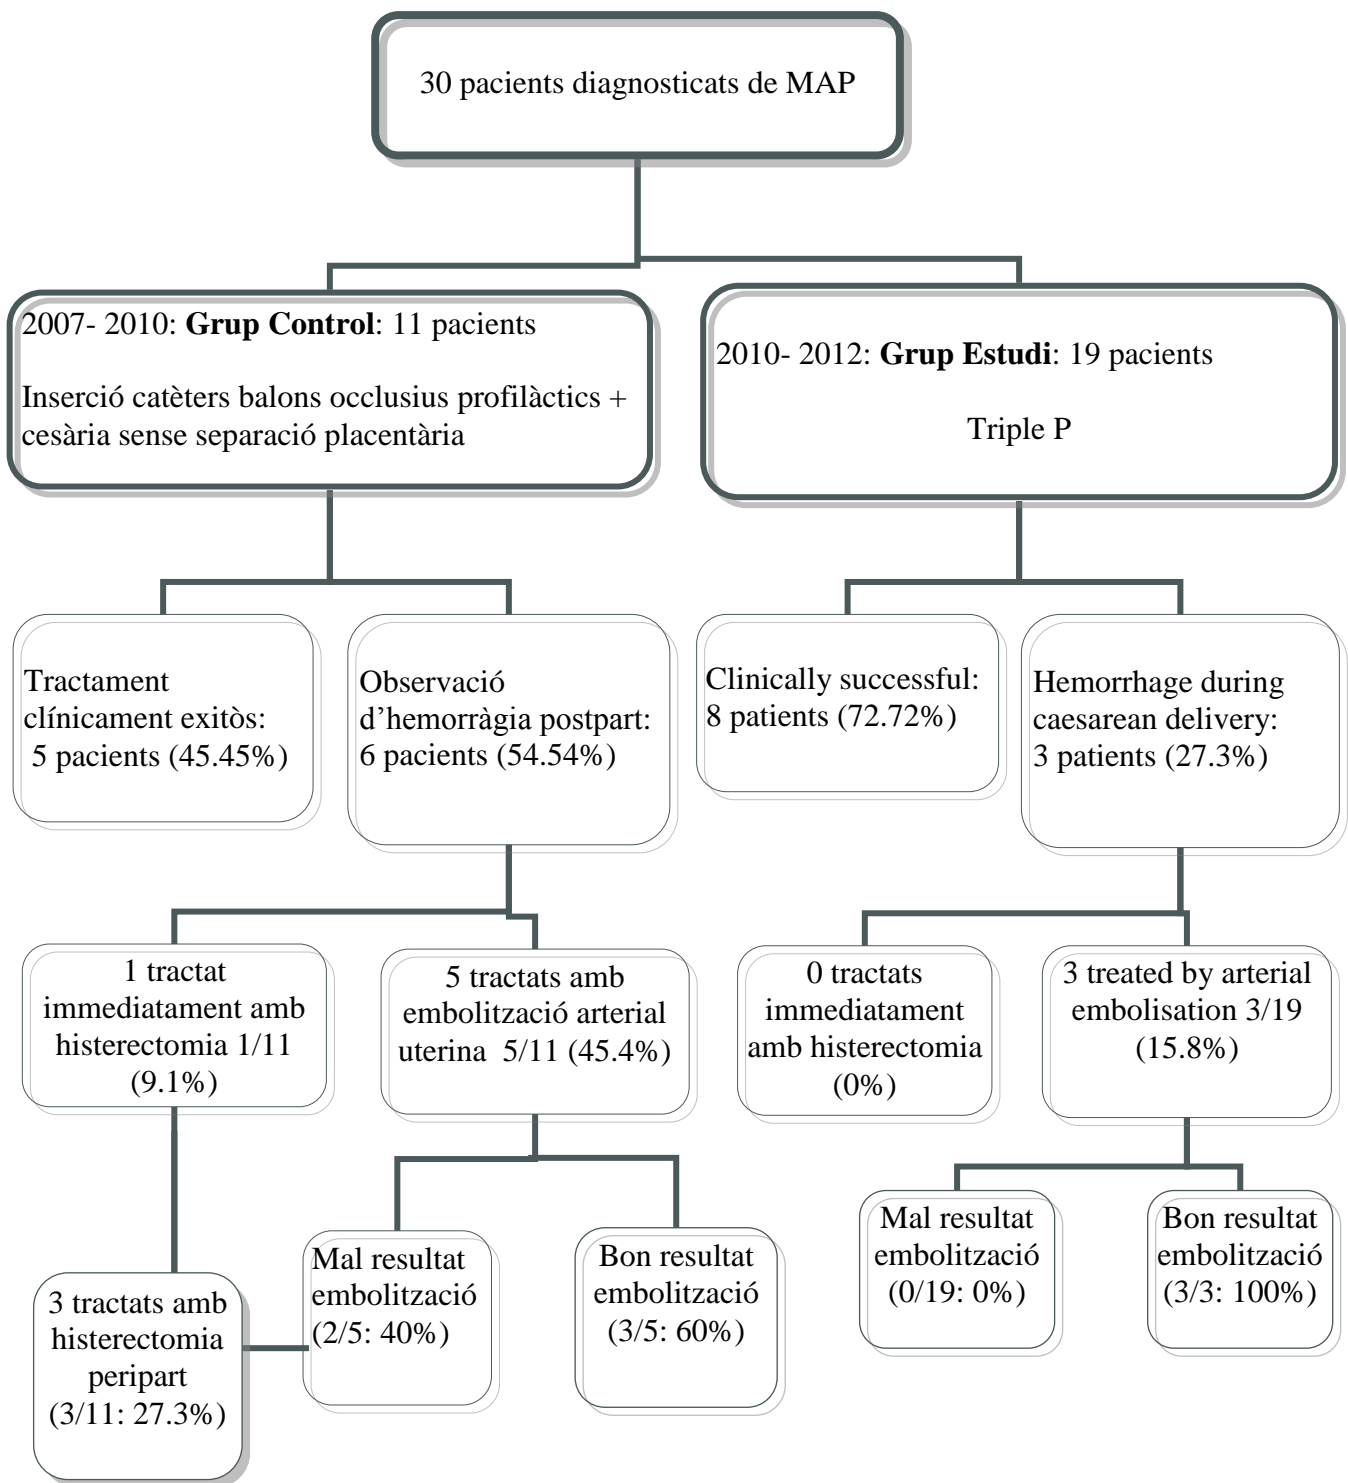 30 pacients diagnosticats de MAP
2007- 2010: Grup Control: 11 pacients
Inserció catèters balons occlusius profilàctics +
cesària sense separació placentària
2010- 2012: Grup Estudi: 19 pacients
Triple P
Tractament
clínicament exitòs:
5 pacients (45.45%)
Observació
d’hemorràgia postpart:
6 pacients (54.54%)
Clinically successful:
8 patients (72.72%)
Hemorrhage during
caesarean delivery:
3 patients (27.3%)
1 tractat
immediatament amb
histerectomia 1/11
(9.1%)
5 tractats amb
embolització arterial
uterina 5/11 (45.4%)
0 tractats
immediatament
amb histerectomia
(0%)
3 treated by arterial
embolisation 3/19
(15.8%)
3 tractats amb
histerectomia
peripart
(3/11: 27.3%)
Mal resultat
embolització
(2/5: 40%)
Bon resultat
embolització
(3/5: 60%)
Mal resultat
embolització
(0/19: 0%)
Bon resultat
embolització
(3/3: 100%)